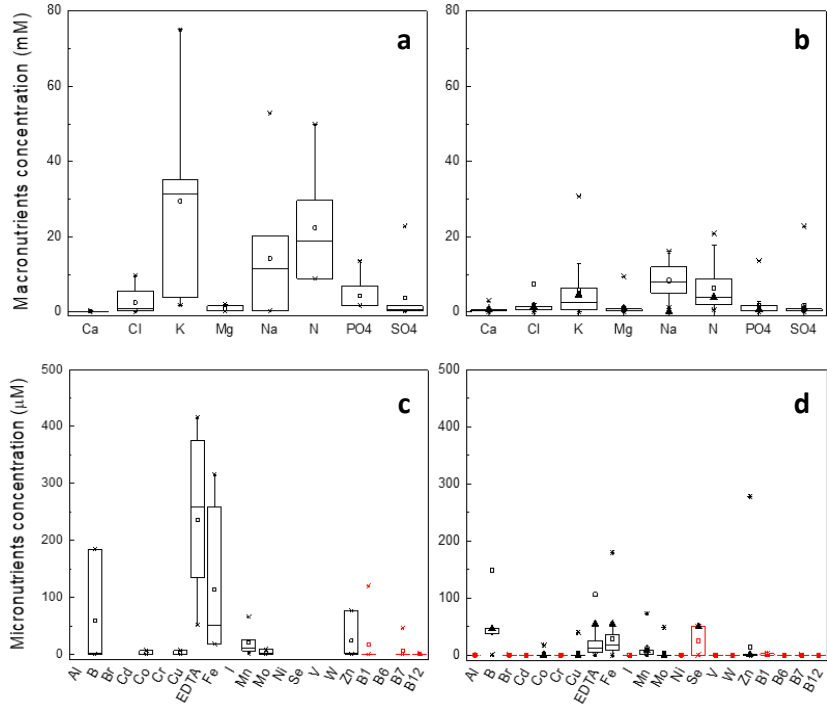 Macronutrients concentration (mM)
80
60
40
20
0
a
Ca Cl K Mg Na N PO4 SO4
80
60
40
20
0
b
Ca Cl K Mg Na N PO4 SO4
Micronutrients concentration (µM)
500
400
300
200
100
0
c
Al B Br Cd Co Cr Cu EDTA Fe I Mn Mo Ni Se V W Zn B1 B6 B7 B12
500
400
300
200
100
0
d
Al B Br Cd Co Cr Cu EDTA Fe I Mn Mo Ni Se V W Zn B1 B6 B7 B12